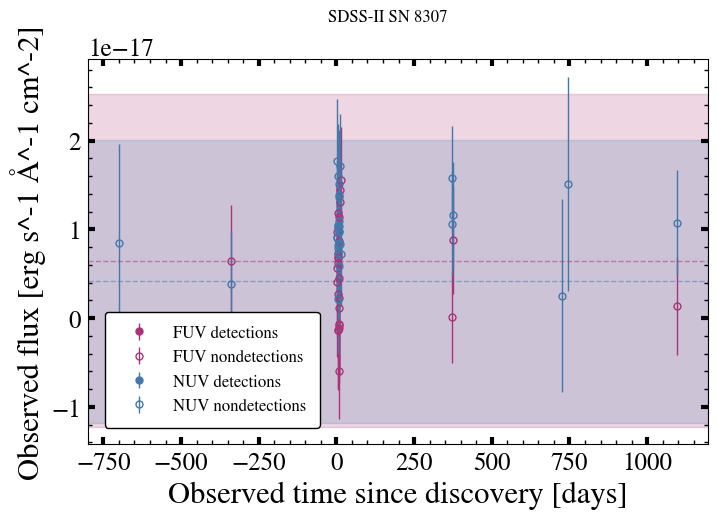 SDSS-II SN 8307
1e−17
Observed flux [erg s^-1 Å^-1 cm^-2]
2
1
0
−1
FUV detections
FUV nondetections
NUV detections
NUV nondetections
−750 −500 −250 0 250 500 750 1000
Observed time since discovery [days]